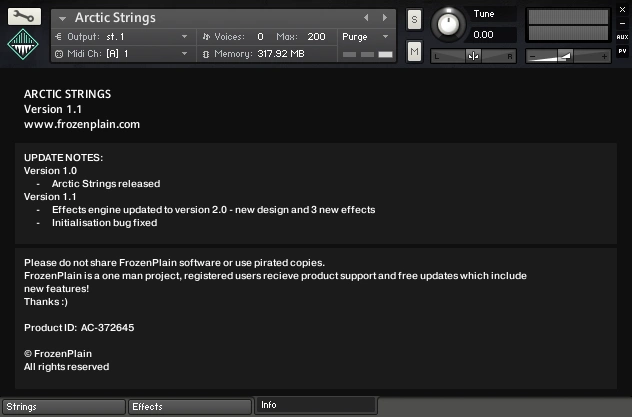 Arctic Strings
Output: st.1 Voices: 0 Max: 200 Purge
Midi Ch: [A] 1 Memory: 317.92 MB
S
M
Tune
0.00
L R
AUX
PV
ARCTIC STRINGS
Version 1.1
www.frozenplain.com
UPDATE NOTES:
Version 1.0
- Arctic Strings released
Version 1.1
- Effects engine updated to version 2.0 - new design and 3 new effects
- Initialisation bug fixed
Please do not share FrozenPlain software or use pirated copies.
FrozenPlain is a one man project, registered users recieve product support and free updates which include
new features!
Thanks :)
Product ID: AC-372645
© FrozenPlain
All rights reserved
Strings Effects Info